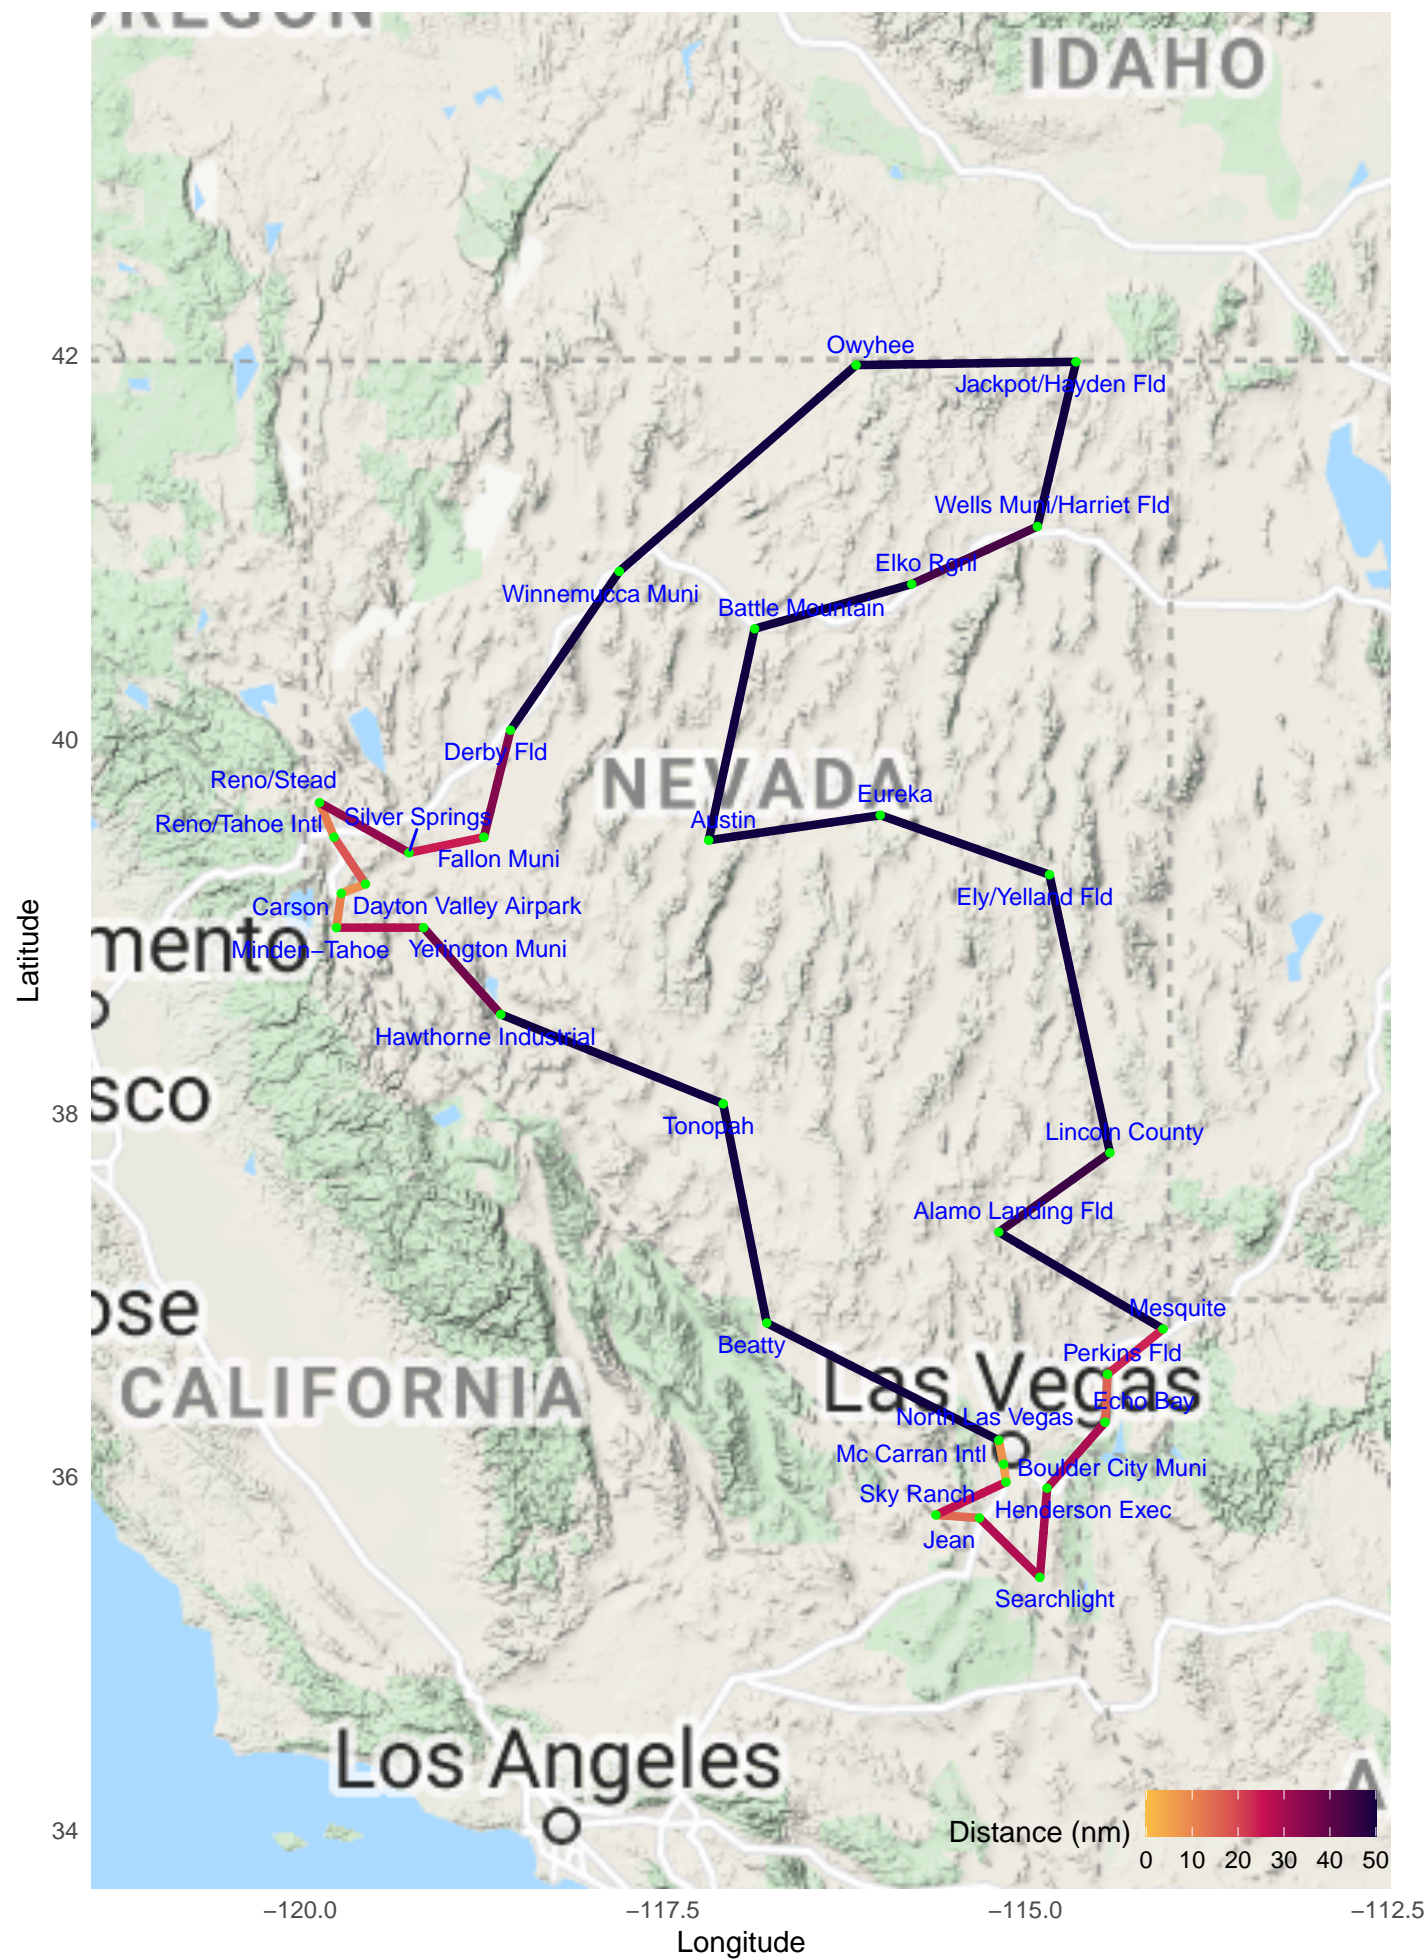 OREGON
IDAHO
42
Owyhee
Jackpot/Hayden Fld
Wells Muni/Harriet Fld
Elko Rgnl
Winnemucca Muni
Battle Mountain
40
Derby Fld
NEVADA
Reno/Stead
Eureka
Silver Springs
Reno/Tahoe Intl
Austin
Fallon Muni
Ely/Yelland Fld
Carson
Dayton Valley Airpark
mento
Minden–Tahoe
Yerington Muni
Latitude
Hawthorne Industrial
sco
38
Tonopah
Lincoln County
Alamo Landing Fld
ose
Mesquite
Beatty
Perkins Fld
CALIFORNIA
Las Vegas
Echo Bay
North Las Vegas
Mc Carran Intl
36
Boulder City Muni
Sky Ranch
Henderson Exec
Jean
Searchlight
Los Angeles
A
34
Distance (nm)
0 10 20 30 40 50
−120.0 −117.5 −115.0 −112.5
Longitude